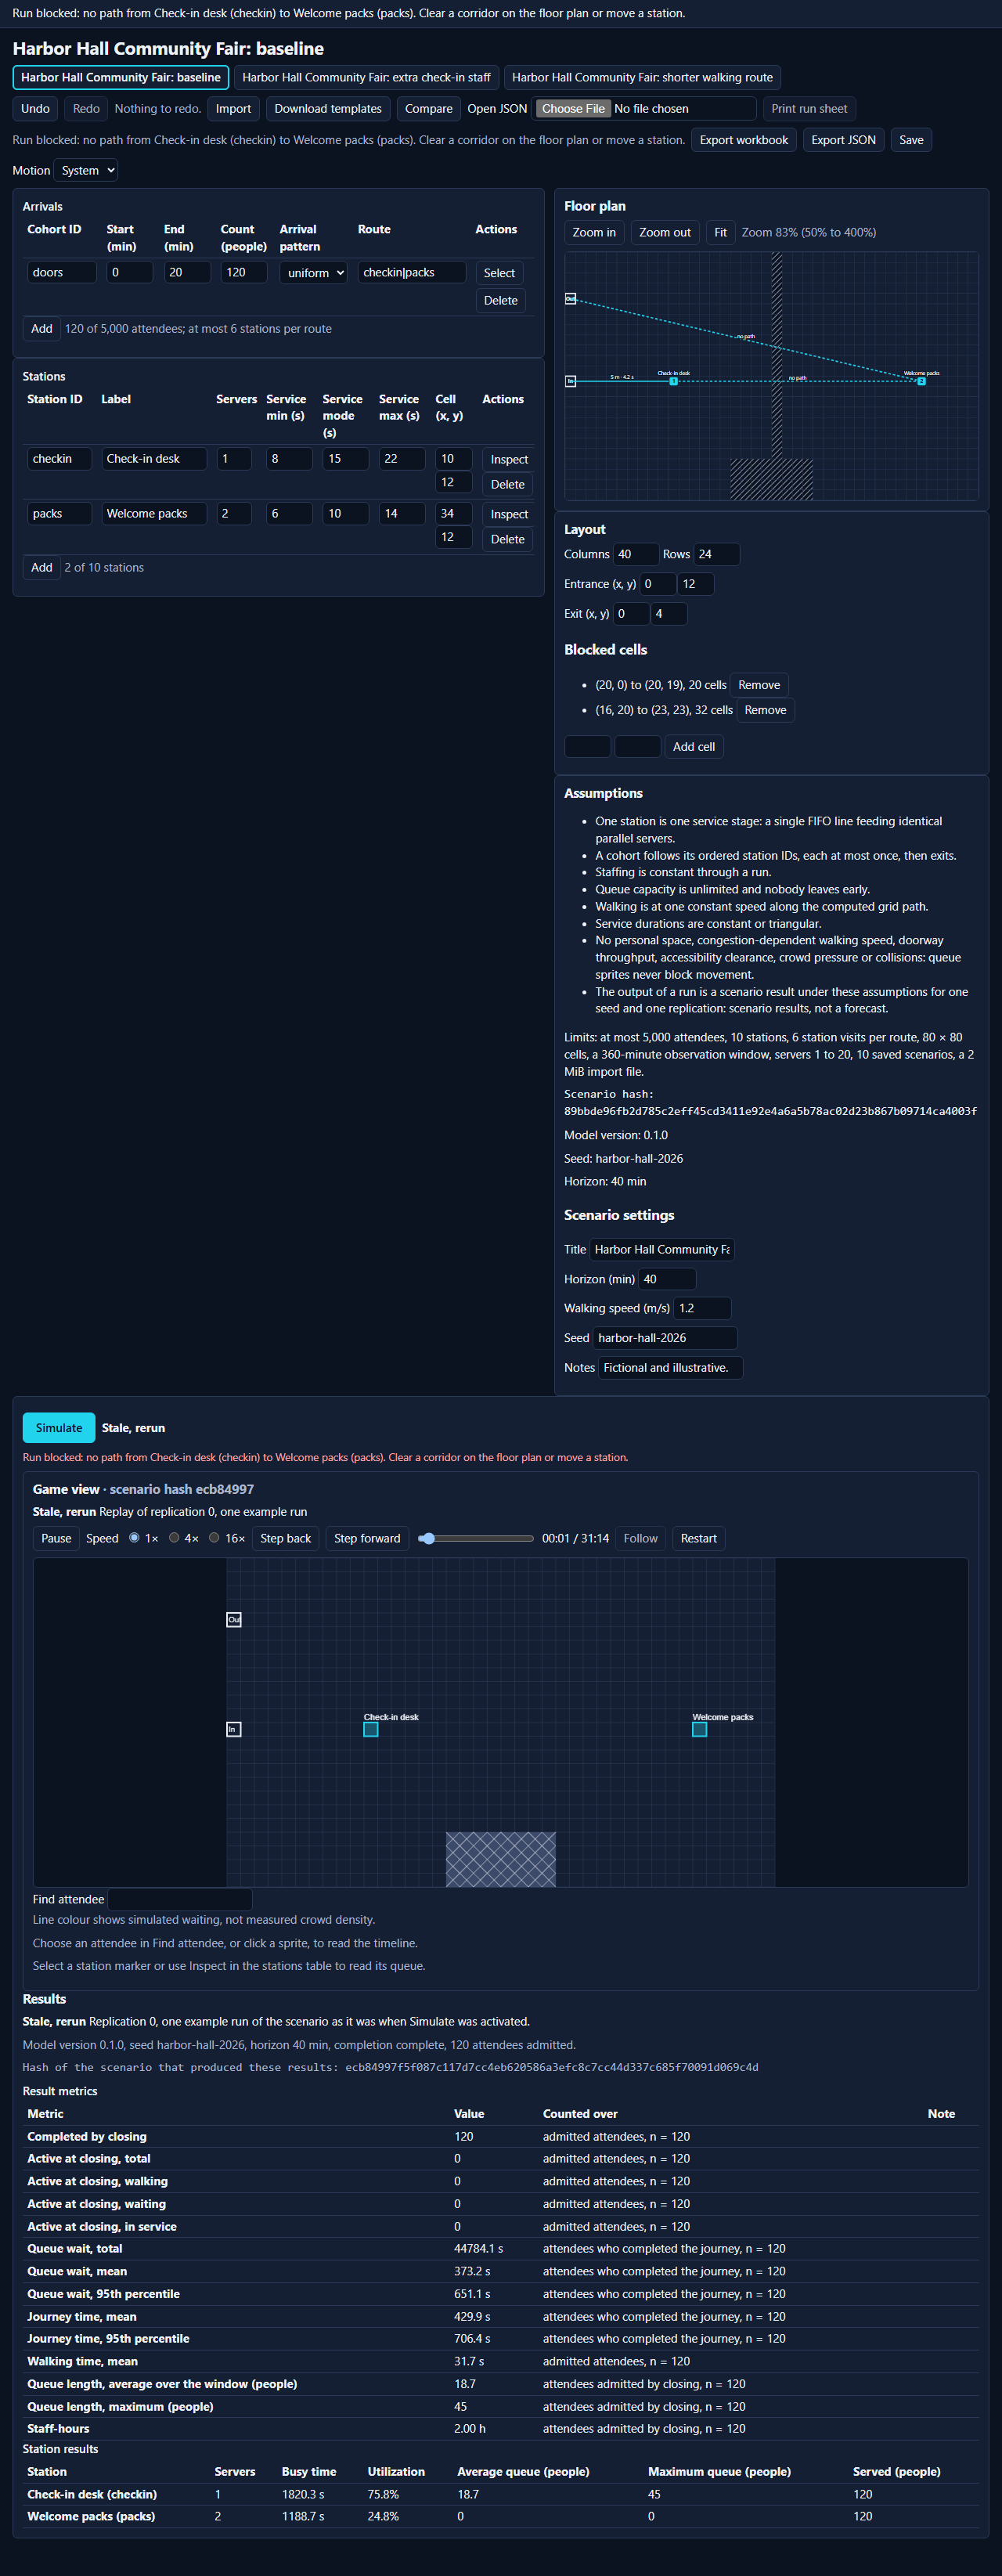 Run blocked: no path from Check-in desk (checkin) to Welcome packs (packs). Clear a corridor on the floor plan or move a station.
Harbor Hall Community Fair: baseline
Harbor Hall Community Fair: baseline Harbor Hall Community Fair: extra check-in staff Harbor Hall Community Fair: shorter walking route
Undo Redo Nothing to redo. Import Download templates Compare Open JSON Choose File No file chosen Print run sheet
Run blocked: no path from Check-in desk (checkin) to Welcome packs (packs). Clear a corridor on the floor plan or move a station. Export workbook Export JSON Save
Motion System
Arrivals
Cohort ID Start (min) End (min) Count (people) Arrival pattern Route Actions
doors 0 20 120 uniform checkin|packs Select
Delete
Add 120 of 5,000 attendees; at most 6 stations per route
Stations
Station ID Label Servers Service min (s) Service mode (s) Service max (s) Cell (x, y) Actions
checkin Check-in desk 1 8 15 22 10 Inspect
12 Delete
packs Welcome packs 2 6 10 14 34 Inspect
12 Delete
Add 2 of 10 stations
Floor plan
Zoom in Zoom out Fit Zoom 83% (50% to 400%)
Out
no path
Check-in desk Welcome packs
In 5 m · 4.2 s 1 no path 2
Layout
Columns 40 Rows 24
Entrance (x, y) 0 12
Exit (x, y) 0 4
Blocked cells
• (20, 0) to (20, 19), 20 cells Remove
• (16, 20) to (23, 23), 32 cells Remove
Add cell
Assumptions
• One station is one service stage: a single FIFO line feeding identical
parallel servers.
• A cohort follows its ordered station IDs, each at most once, then exits.
• Staffing is constant through a run.
• Queue capacity is unlimited and nobody leaves early.
• Walking is at one constant speed along the computed grid path.
• Service durations are constant or triangular.
• No personal space, congestion-dependent walking speed, doorway
throughput, accessibility clearance, crowd pressure or collisions: queue
sprites never block movement.
• The output of a run is a scenario result under these assumptions for one
seed and one replication: scenario results, not a forecast.
Limits: at most 5,000 attendees, 10 stations, 6 station visits per route, 80 × 80
cells, a 360-minute observation window, servers 1 to 20, 10 saved scenarios, a 2
MiB import file.
Scenario hash:
89bbde96fb2d785c2eff45cd3411e92e4a6a5b78ac02d23b867b09714ca4003f
Model version: 0.1.0
Seed: harbor-hall-2026
Horizon: 40 min
Scenario settings
Title Harbor Hall Community Fa
Horizon (min) 40
Walking speed (m/s) 1.2
Seed harbor-hall-2026
Notes Fictional and illustrative.
Simulate Stale, rerun
Run blocked: no path from Check-in desk (checkin) to Welcome packs (packs). Clear a corridor on the floor plan or move a station.
Game view · scenario hash ecb84997
Stale, rerun Replay of replication 0, one example run
Pause Speed 1× 4× 16× Step back Step forward 00:01 / 31:14 Follow Restart
Out
Check-in desk Welcome packs
In
Find attendee
Line colour shows simulated waiting, not measured crowd density.
Choose an attendee in Find attendee, or click a sprite, to read the timeline.
Select a station marker or use Inspect in the stations table to read its queue.
Results
Stale, rerun Replication 0, one example run of the scenario as it was when Simulate was activated.
Model version 0.1.0, seed harbor-hall-2026, horizon 40 min, completion complete, 120 attendees admitted.
Hash of the scenario that produced these results: ecb84997f5f087c117d7cc4eb620586a3efc8c7cc44d337c685f70091d069c4d
Result metrics
Metric Value Counted over Note
Completed by closing 120 admitted attendees, n = 120
Active at closing, total 0 admitted attendees, n = 120
Active at closing, walking 0 admitted attendees, n = 120
Active at closing, waiting 0 admitted attendees, n = 120
Active at closing, in service 0 admitted attendees, n = 120
Queue wait, total 44784.1 s attendees who completed the journey, n = 120
Queue wait, mean 373.2 s attendees who completed the journey, n = 120
Queue wait, 95th percentile 651.1 s attendees who completed the journey, n = 120
Journey time, mean 429.9 s attendees who completed the journey, n = 120
Journey time, 95th percentile 706.4 s attendees who completed the journey, n = 120
Walking time, mean 31.7 s admitted attendees, n = 120
Queue length, average over the window (people) 18.7 attendees admitted by closing, n = 120
Queue length, maximum (people) 45 attendees admitted by closing, n = 120
Staff-hours 2.00 h attendees admitted by closing, n = 120
Station results
Station Servers Busy time Utilization Average queue (people) Maximum queue (people) Served (people)
Check-in desk (checkin) 1 1820.3 s 75.8% 18.7 45 120
Welcome packs (packs) 2 1188.7 s 24.8% 0 0 120